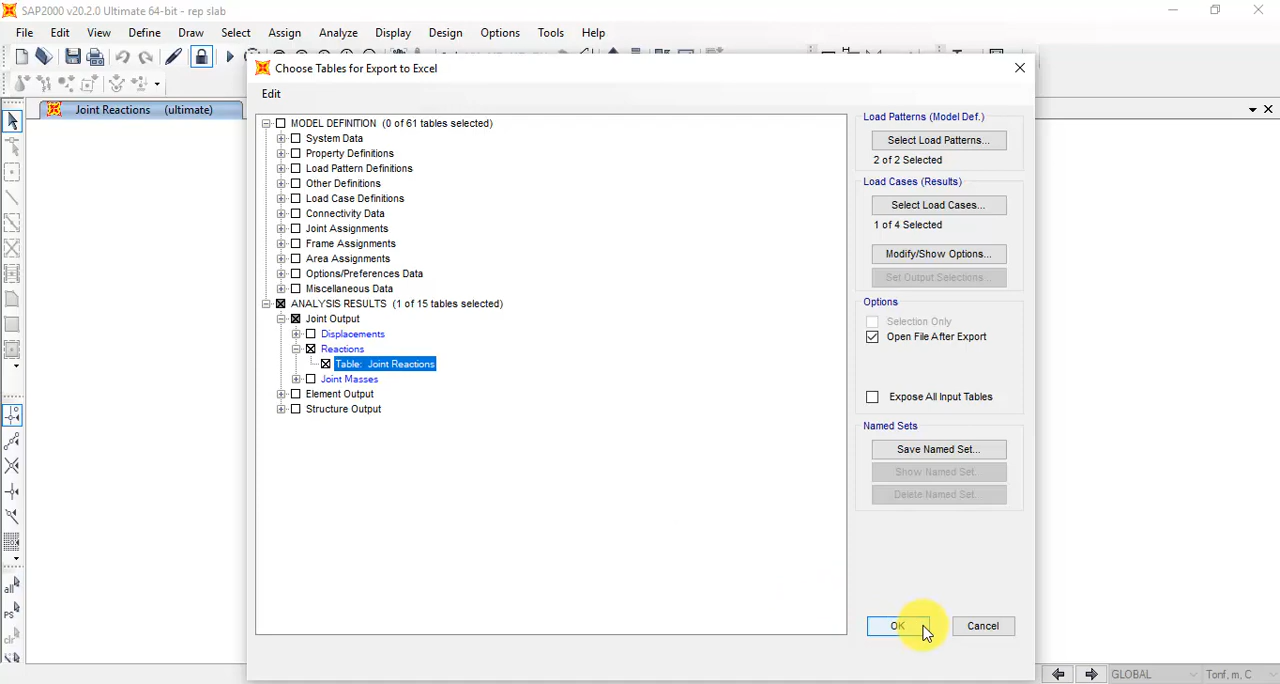 SAP2000 v20.2.0 Ultimate 64-bit - rep slab
File Edit View Define Draw Select Assign Analyze Display Design Options Tools Help
Choose Tables for Export to Excel
Edit
Joint Reactions (ultimate)
MODEL DEFINITION (0 of 61 tables selected)
System Data
Property Definitions
Load Pattern Definitions
Other Definitions
Load Case Definitions
Connectivity Data
Joint Assignments
Frame Assignments
Area Assignments
Options/Preferences Data
Miscellaneous Data
ANALYSIS RESULTS (1 of 15 tables selected)
Joint Output
Displacements
Reactions
Table: Joint Reactions
Joint Masses
Element Output
Structure Output
Load Patterns (Model Def.)
Select Load Patterns...
2 of 2 Selected
Load Cases (Results)
Select Load Cases...
1 of 4 Selected
Modify/Show Options...
Set Output Selections...
Options
Selection Only
Open File After Export
Expose All Input Tables
Named Sets
Save Named Set...
Show Named Set.
Delete Named Set.
OK Cancel
all
PS
clr
GLOBAL Tonf, m, C